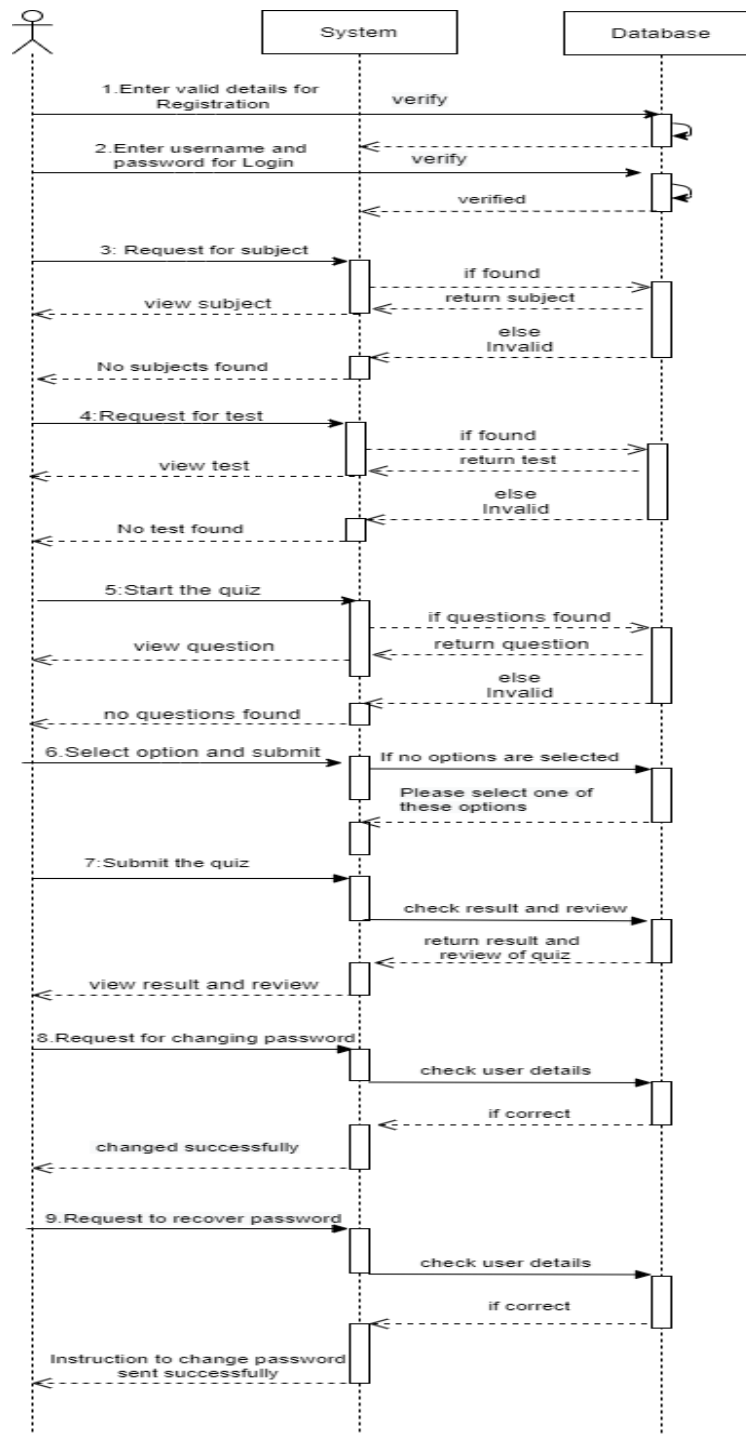 System
Database
1.Enter valid details for
Registration
verify
2.Enter username and
password for Login
verify
verified
3: Request for subject
if found
view subject
return subject
else
Invalid
No subjects found
4:Request for test
if found
view test
return test
else
Invalid
No test found
5:Start the quiz
if questions found
view question
return question
else
Invalid
no questions found
6.Select option and submit
If no options are selected
Please select one of
these options
7:Submit the quiz
check result and review
return result and
review of quiz
view result and review
8.Request for changing password
check user details
if correct
changed successfully
9.Request to recover password
check user details
if correct
Instruction to change password
sent successfully